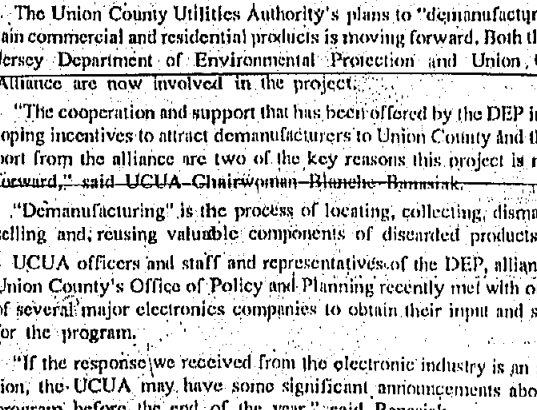 The Union County Utilities Authority's plans to "demanufactur
ain commercial and residential products is moving forward. Both th
Jersey Department of Environmental Protection and Union
Alliance are now involved in the project.
"The cooperation and support that has been offered by the DEP i
oping incentives to attract demanufacturers to Union County and th
port from the alliance are two of the key reasons this project is
forward," said UCUA Chairwoman Blanche Banasiak.
"Demanufacturing" is the process of locating, collecting, disma
selling and reusing valuable components of discarded products
UCUA officers and staff and representatives of the DEP, allian
Union County's Office of Policy and Planning recently met with o
of several major electronics companies to obtain their input and s
for the program.
"If the response we received from the electronic industry is an
ion, the UCUA may have some significant announcements abo
program before the end of the year," said Banasiak.